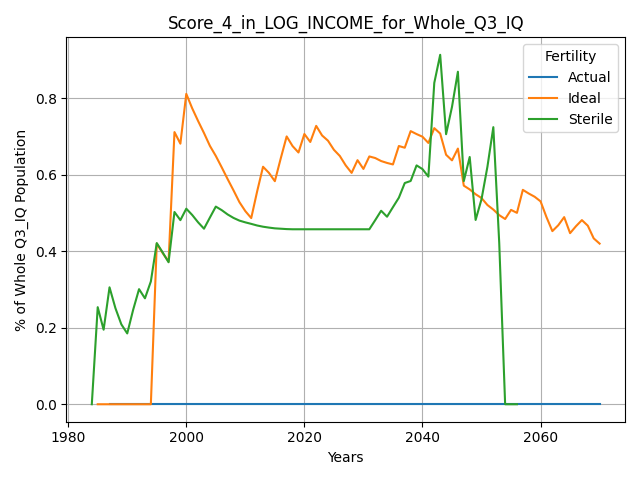 Score_4_in_LOG_INCOME_for_Whole_Q3_IQ
% of Whole Q3_IQ Population
0.8
0.6
0.4
0.2
0.0
Fertility
Actual
Ideal
Sterile
1980
2000
2020
2040
2060
Years